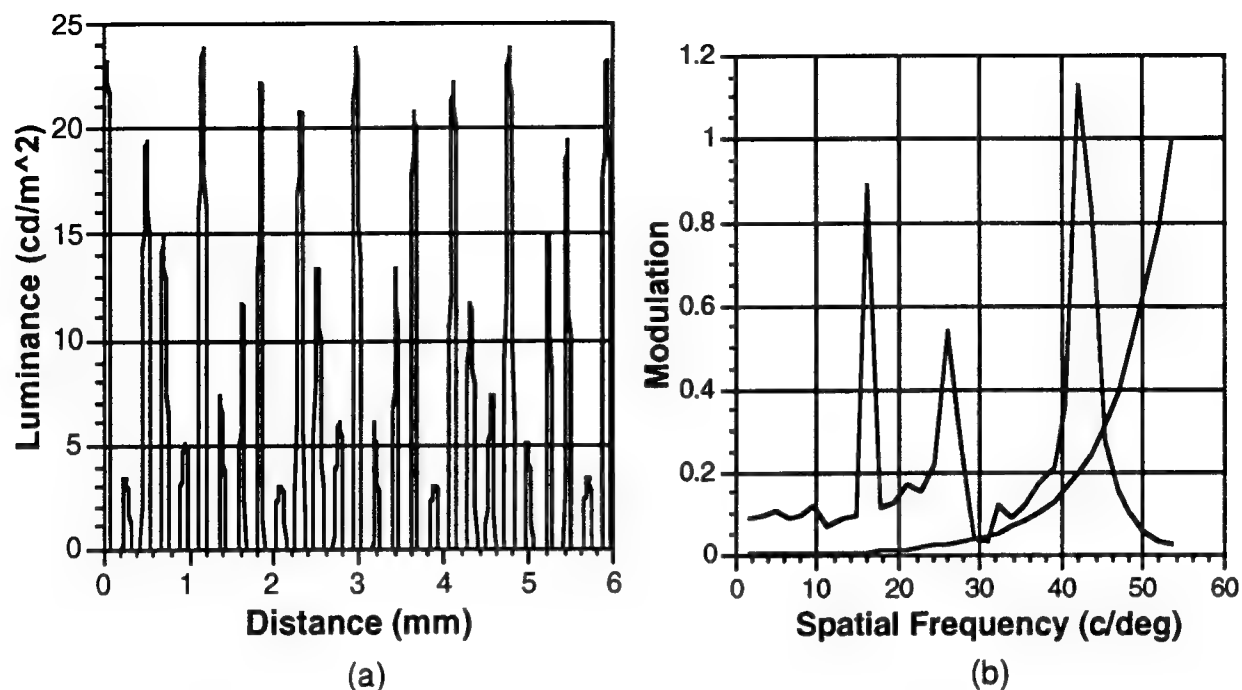 25
20
15
10
5
0
Luminance (cd/m^2)
0 1 2 3 4 5 6
Distance (mm)
(a)
1.2
1
0.8
0.6
0.4
0.2
0
Modulation
0 10 20 30 40 50 60
Spatial Frequency (c/deg)
(b)